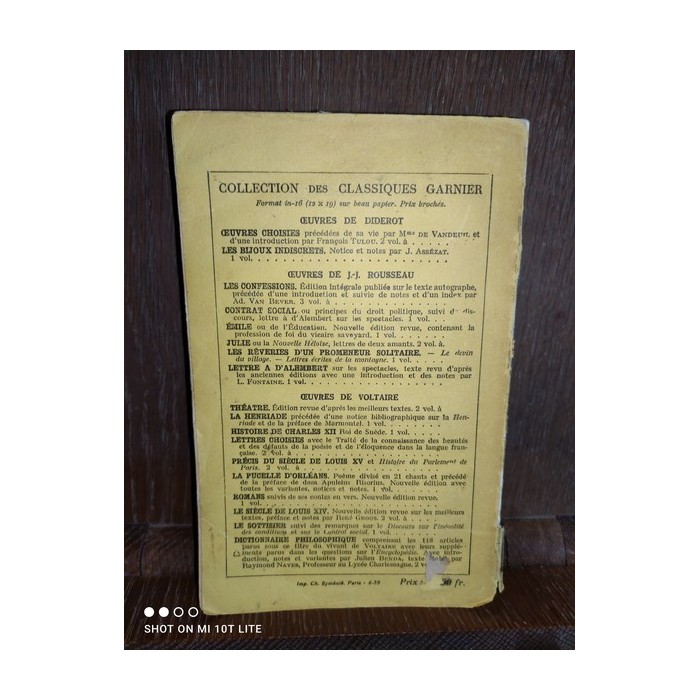 COLLECTION DES CLASSIQUES GARNIER
Format in-16 (12 x 19) sur beau papier. Prix brochés.
ŒUVRES DE DIDEROT
ŒUVRES CHOISIES précédées de sa vie par Mme DE VANDEUIL et
d'une introduction par François TULOU. 2 vol. à . . . . .
LES BIJOUX INDISCRETS. Notice et notes par J. ASSÉZAT.
1 vol. . . . . . . . . . . . . . . . . . . . .
ŒUVRES DE J.-J. ROUSSEAU
LES CONFESSIONS. Édition intégrale publiée sur le texte autographe,
précédée d'une introduction et suivie de notes et d'un index par
Ad. VAN BEVER. 3 vol. à . . . . . . . . . . . . .
CONTRAT SOCIAL ou principes du droit politique, suivi
cours, lettre à d'Alembert sur les spectacles. 1 vol. . .
ÉMILE ou de l'Éducation. Nouvelle édition revue, contenant la
profession de foi du vicaire savoyard. 1 vol. . . . . . .
JULIE ou la Nouvelle Héloïse, lettres de deux amants. 2 vol. à.
LES RÊVERIES D'UN PROMENEUR SOLITAIRE. — Le devin
du village. — Lettres écrites de la montagne. 1 vol. . . . .
LETTRE A D'ALEMBERT sur les spectacles, texte revu d'après
les anciennes éditions avec une introduction et des notes par
L. FONTAINE. 1 vol. . . . . . . . . . . . . . .
ŒUVRES DE VOLTAIRE
THÉATRE. Édition revue d'après les meilleurs textes. 2 vol. à
LA HENRIADE précédée d'une notice bibliographique sur la Hen-
riade et de la préface de Marmontel. 1 vol. . . . . . . .
HISTOIRE DE CHARLES XII Roi de Suède. 1 vol. . . . . .
LETTRES CHOISIES avec le Traité de la connaissance des beautés
et des défauts de la poésie et de l'éloquence dans la langue fran-
çaise. 2 vol. à . . . . . . . . . . . . . . . .
PRÉCIS DU SIÈCLE DE LOUIS XV et Histoire du Parlement de
Paris. 2 vol. à . . . . . . . . . . . . . . . .
LA PUCELLE D'ORLÉANS. Poème divisé en 21 chants et précédé
de la préface de dom Apuleius Risorius. Nouvelle édition avec
toutes les variantes, notices et notes. 1 vol. . . . . . .
ROMANS suivis de ses contes en vers. Nouvelle édition revue.
1 vol. . . . . . . . . . . . . . . . . . . . .
LE SIÈCLE DE LOUIS XIV. Nouvelle édition revue sur les meilleurs
textes, préface et notes par René GROOS. 2 vol. à . . . .
LE SOTTISIER suivi des remarques sur le Discours sur l'inégalité
des conditions et sur le Contrat social. 1 vol. . . . . . .
DICTIONNAIRE PHILOSOPHIQUE comprenant les 118 articles
parus sous ce titre du vivant de VOLTAIRE avec leurs supplé-
ments parus dans les questions sur l'Encyclopédie. Avec intro-
duction, notes et variantes par Julien BENDA, texte par
Raymond NAVES, Professeur au Lycée Charlemagne. 2 vol.
Imp. Ch. Paris - 4-39
Prix 30 fr.
SHOT ON MI 10T LITE